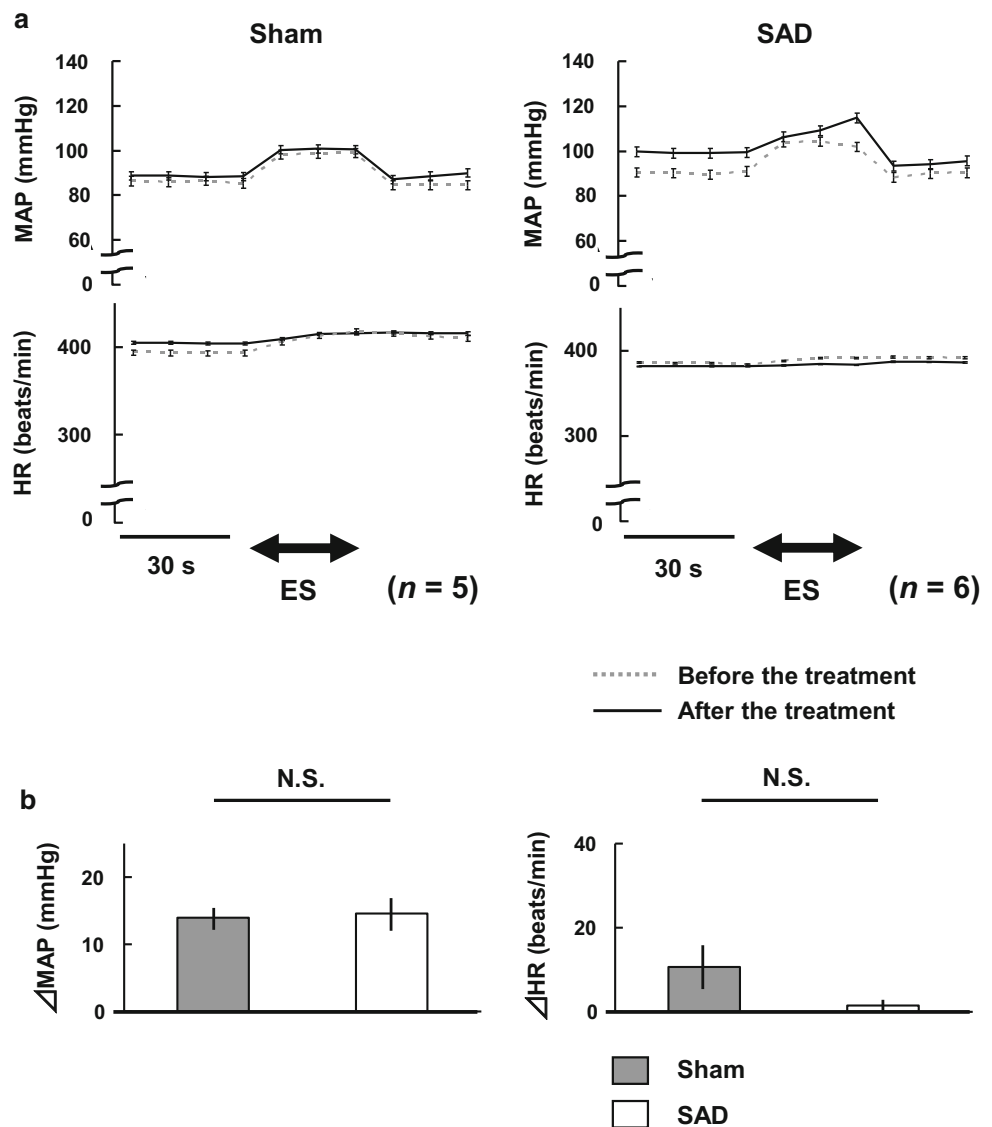 a
Sham
SAD
MAP (mmHg)
140
120
100
80
60
0
MAP (mmHg)
140
120
100
80
60
0
HR (beats/min)
400
300
0
HR (beats/min)
400
300
0
30 s
ES
(n = 5)
30 s
ES
(n = 6)
Before the treatment
After the treatment
b
N.S.
N.S.
⊿MAP (mmHg)
20
10
0
⊿HR (beats/min)
40
20
0
Sham
SAD